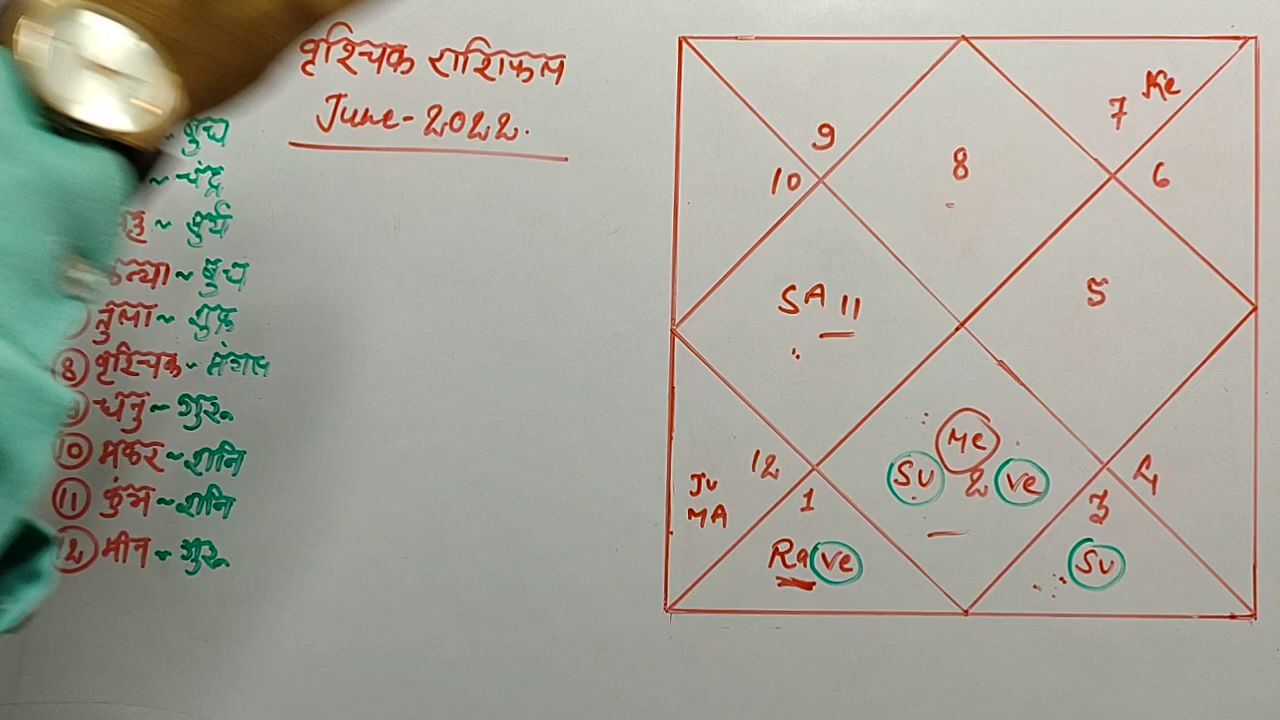 वृश्चिक राशिफल
June-2022.
~ बुध
~ चंद्र
~ सुर्य
कन्या ~ बुध
तुला ~ शुक्र
8 वृश्चिक ~ मंगल
धनु ~ गुरू
10 मकर ~ शनि
11 कुंभ ~ शनि
12 मीन ~ गुरू
Ke
7
9
8
10
6
5
SA 11
Me
12
Su 2 Ve
4
Ju
1
3
MA
Ra Ve
Su